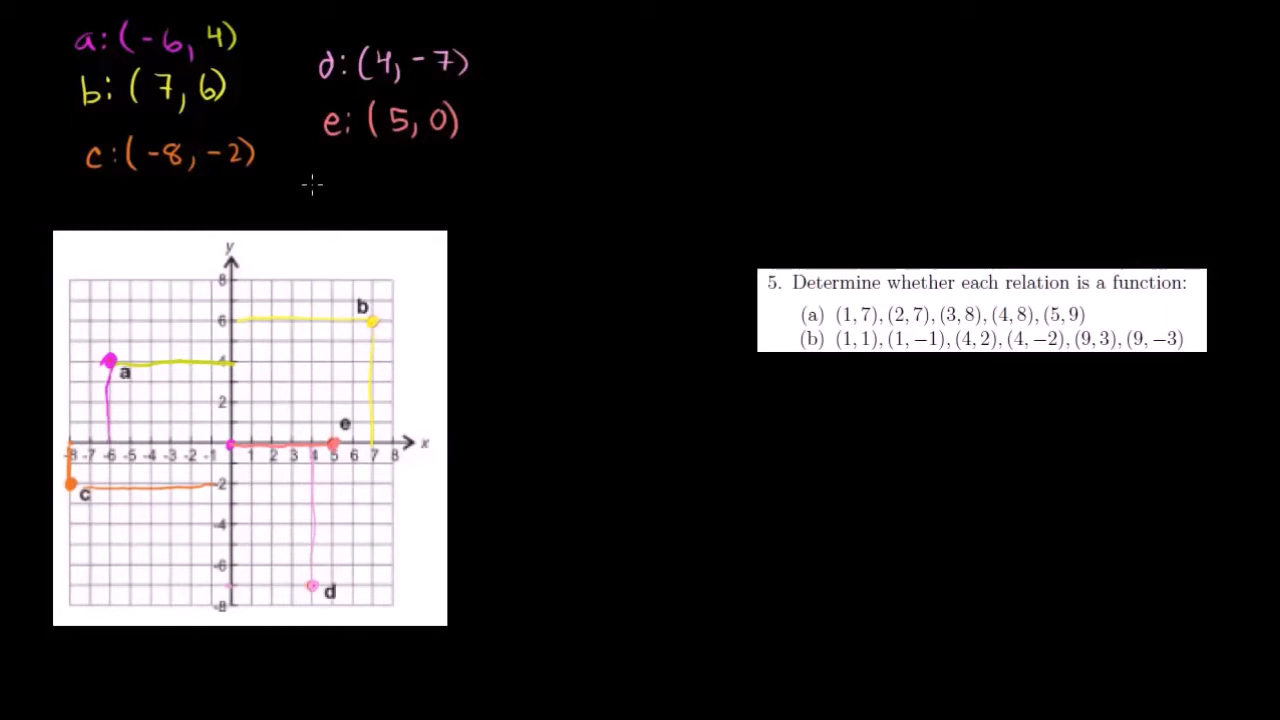 a: (-6, 4)
b: (7, 6)
c: (-8, -2)
d: (4, -7)
e: (5, 0)
y
8
b
6
4
a
2
e
x
-8 -7 -6 -5 -4 -3 -2 -1 1 2 3 4 5 6 7 8
-2
c
-4
-6
d
-8
5. Determine whether each relation is a function:
(a) (1, 7), (2, 7), (3, 8), (4, 8), (5, 9)
(b) (1, 1), (1, −1), (4, 2), (4, −2), (9, 3), (9, −3)